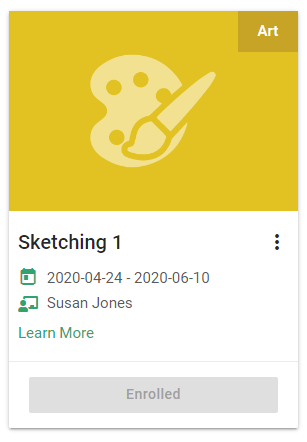 Art
Sketching 1
2020-04-24 - 2020-06-10
Susan Jones
Learn More
Enrolled